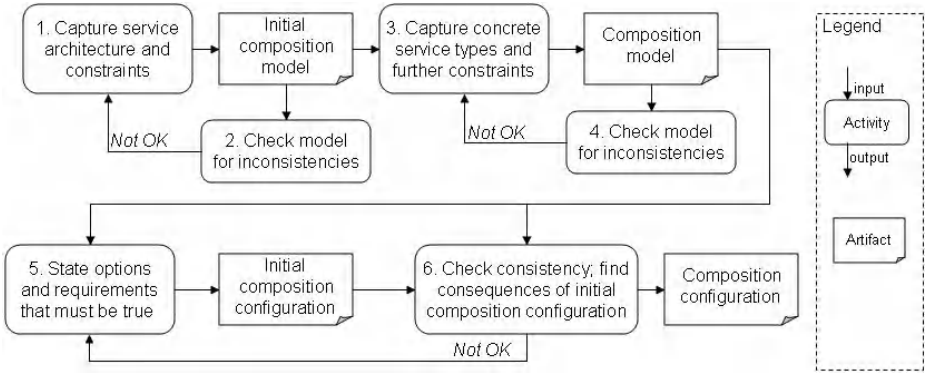 1. Capture service
architecture and
constraints
Initial
composition
model
3. Capture concrete
service types and
further constraints
Composition
model
Not OK
2. Check model
for inconsistencies
Not OK
4. Check model
for inconsistencies
5. State options
and requirements
that must be true
Initial
composition
configuration
6. Check consistency; find
consequences of initial
composition configuration
Composition
configuration
Not OK
Legend
input
Activity
output
Artifact